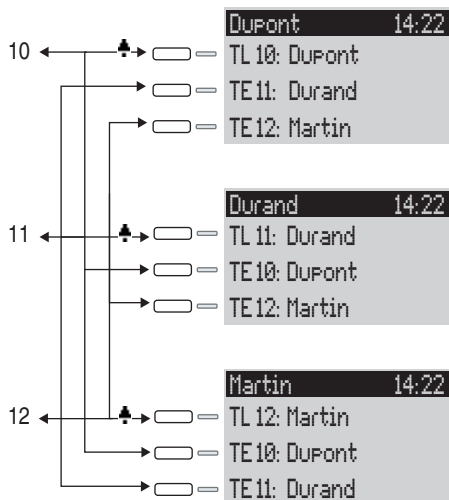 Dupont 14:22
10 TL 10: Dupont
TE 11: Durand
TE 12: Martin
Durand 14:22
11 TL 11: Durand
TE 10: Dupont
TE 12: Martin
Martin 14:22
12 TL 12: Martin
TE 10: Dupont
TE 11: Durand